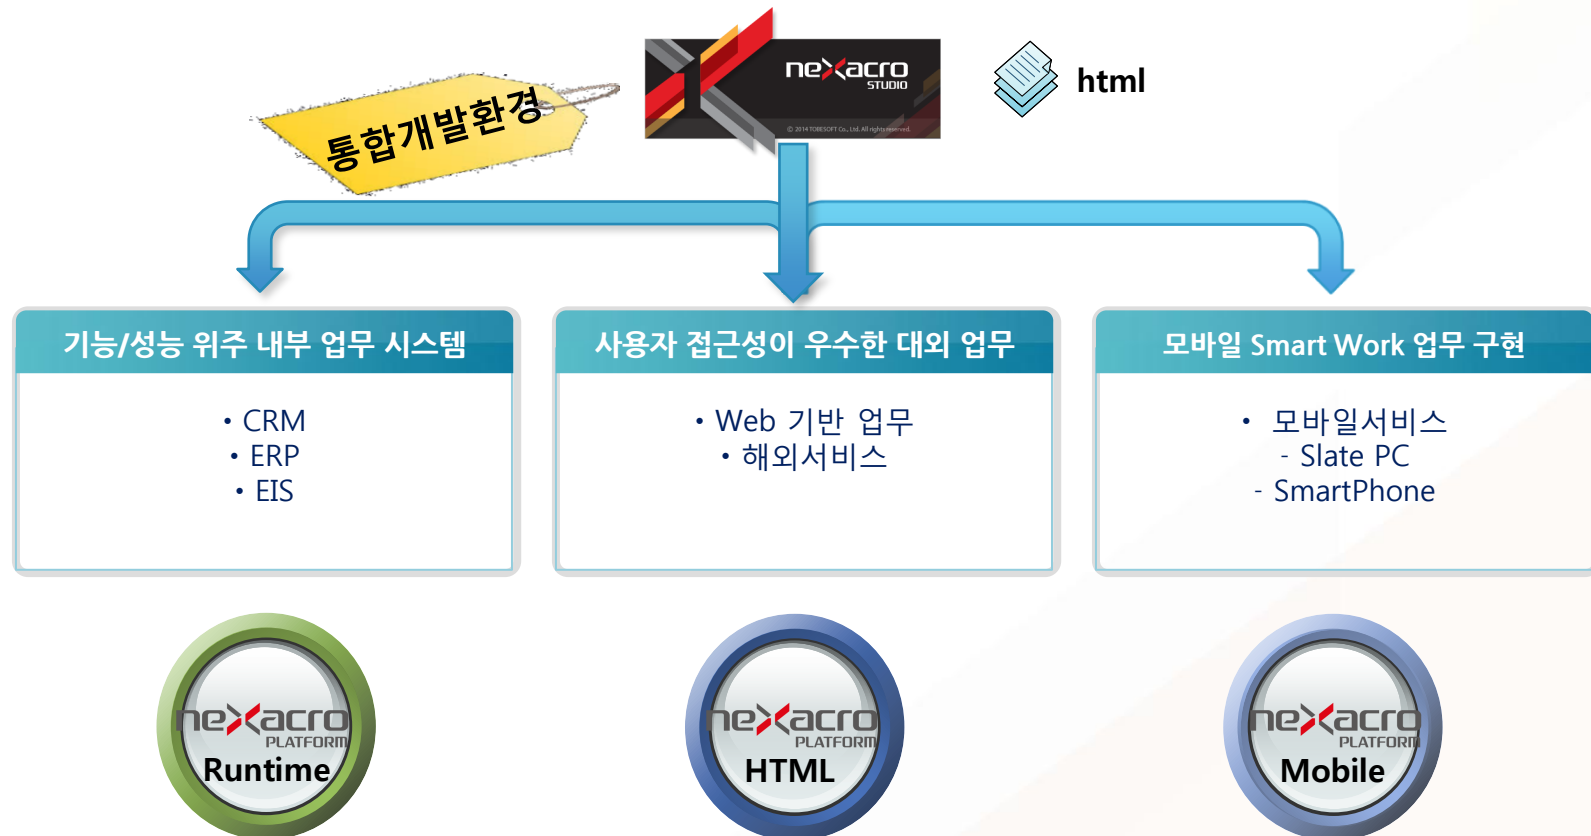 통합개발환경
nexacro
STUDIO
© 2014 TOBESOFT Co., Ltd. All rights reserved.
html
기능/성능 위주 내부 업무 시스템
• CRM
• ERP
• EIS
사용자 접근성이 우수한 대외 업무
• Web 기반 업무
• 해외서비스
모바일 Smart Work 업무 구현
• 모바일서비스
- Slate PC
- SmartPhone
nexacro
PLATFORM
Runtime
nexacro
PLATFORM
HTML
nexacro
PLATFORM
Mobile